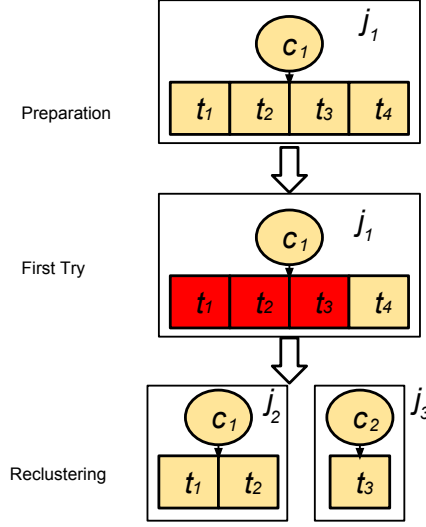 j1
c1
Preparation
t1 t2 t3 t4
j1
c1
First Try
t1 t2 t3 t4
c1 j2 c2 j3
Reclustering
t1 t2 t3